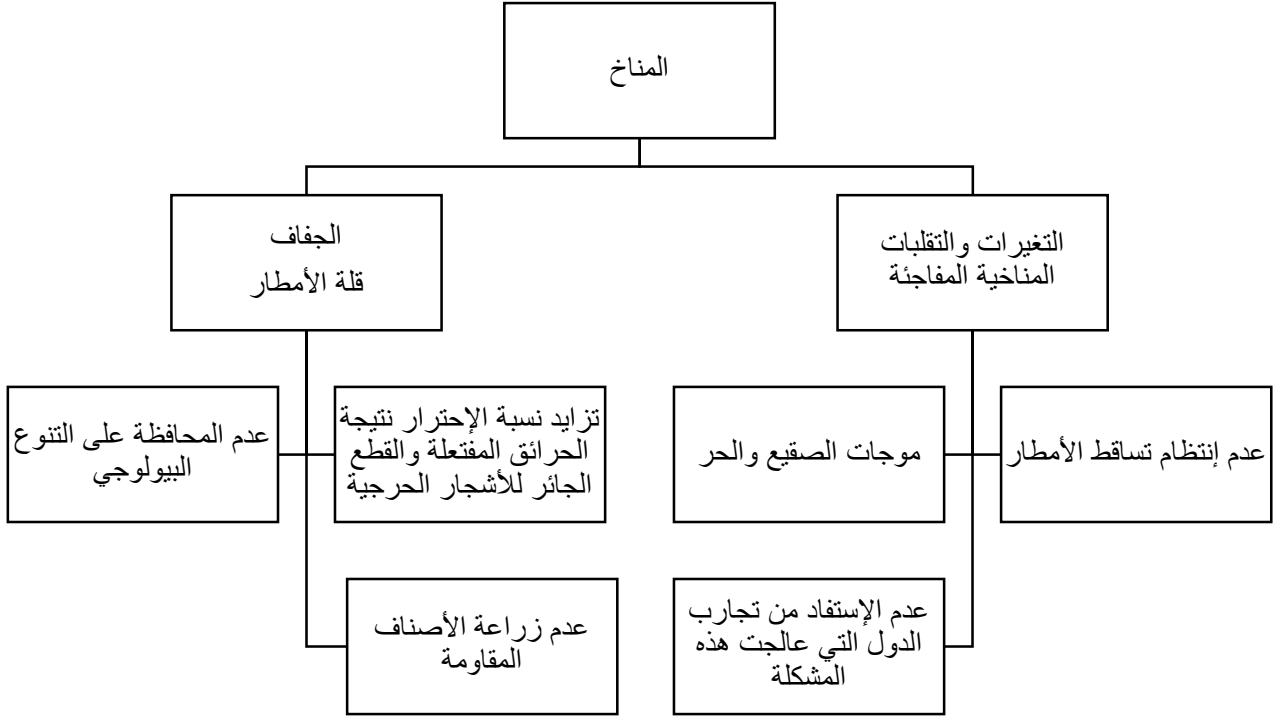 المناخ
التغيرات والتقلبات
المناخية المفاجئة
الجفاف
قلة الأمطار
عدم إنتظام تساقط الأمطار
موجات الصقيع والحر
تزايد نسبة الإحترار نتيجة
الحرائق المفتعلة والقطع
الجائر للأشجار الحرجية
عدم المحافظة على التنوع
البيولوجي
عدم الإستفاد من تجارب
الدول التي عالجت هذه
المشكلة
عدم زراعة الأصناف
المقاومة